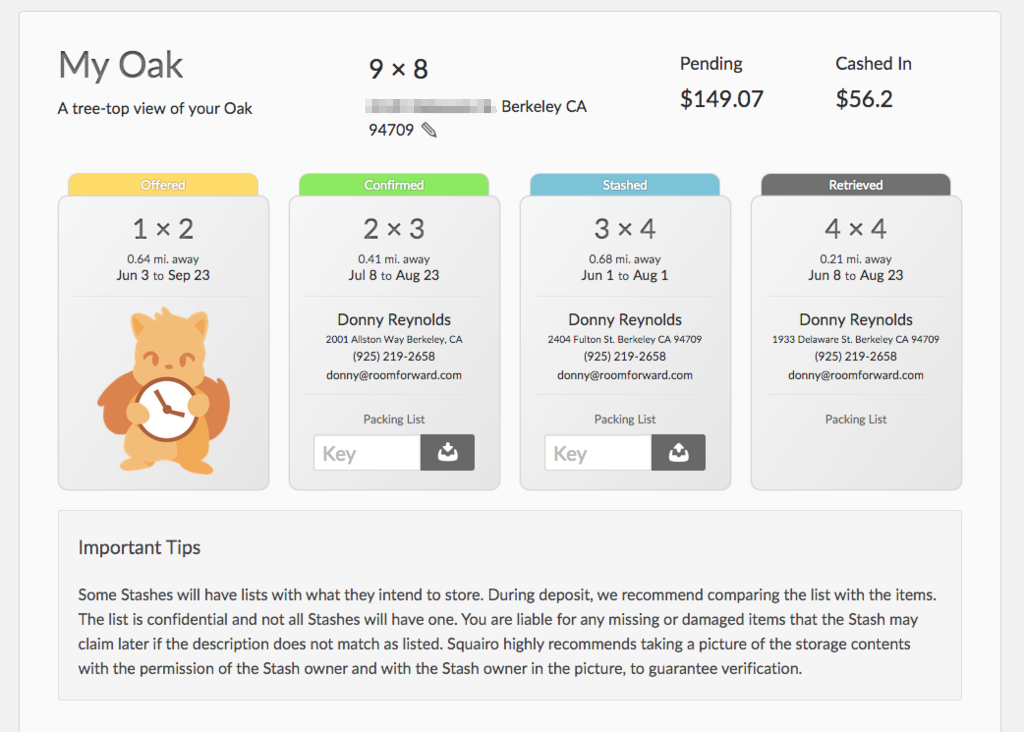 My Oak
A tree-top view of your Oak
9 × 8
Berkeley CA
94709
Pending
$149.07
Cashed In
$56.2
Offered
1 × 2
0.64 mi. away
Jun 3 to Sep 23
Confirmed
2 × 3
0.41 mi. away
Jul 8 to Aug 23
Donny Reynolds
2001 Allston Way Berkeley, CA
(925) 219-2658
donny@roomforward.com
Packing List
Key
Stashed
3 × 4
0.68 mi. away
Jun 1 to Aug 1
Donny Reynolds
2404 Fulton St. Berkeley CA 94709
(925) 219-2658
donny@roomforward.com
Packing List
Key
Retrieved
4 × 4
0.21 mi. away
Jun 8 to Aug 23
Donny Reynolds
1933 Delaware St. Berkeley CA 94709
(925) 219-2658
donny@roomforward.com
Packing List
Important Tips
Some Stashes will have lists with what they intend to store. During deposit, we recommend comparing the list with the items.
The list is confidential and not all Stashes will have one. You are liable for any missing or damaged items that the Stash may
claim later if the description does not match as listed. Squairo highly recommends taking a picture of the storage contents
with the permission of the Stash owner and with the Stash owner in the picture, to guarantee verification.